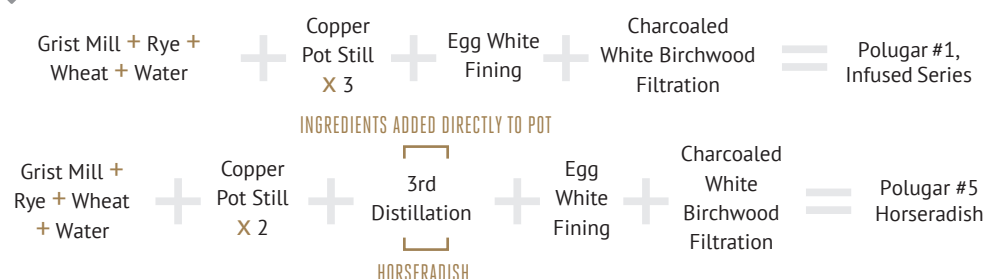 Grist Mill + Rye +
Wheat + Water
+
Copper
Pot Still
X 3
+
Egg White
Fining
+
Charcoaled
White Birchwood
Filtration
=
Polugar #1,
Infused Series
INGREDIENTS ADDED DIRECTLY TO POT
Grist Mill +
Rye + Wheat
+ Water
+
Copper
Pot Still
X 2
+
3rd
Distillation
HORSERADISH
+
Egg
White
Fining
+
Charcoaled
White
Birchwood
Filtration
=
Polugar #5
Horseradish